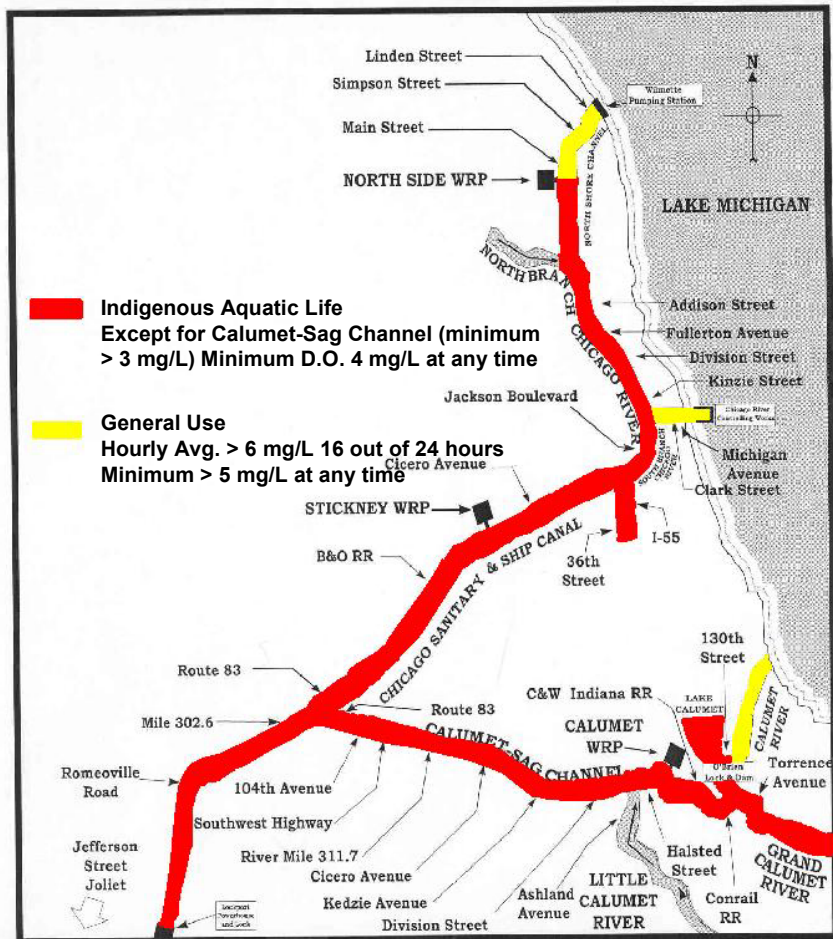 Linden Street
Simpson Street
Main Street
NORTH SIDE WRP
Wilmette
Pumping Station
N
NORTH SHORE CHANNEL
LAKE MICHIGAN
NORTH BRANCH CHICAGO RIVER
Indigenous Aquatic Life
Except for Calumet-Sag Channel (minimum
> 3 mg/L) Minimum D.O. 4 mg/L at any time
Addison Street
Fullerton Avenue
Division Street
Kinzie Street
Jackson Boulevard
Chicago River
Controlling Works
General Use
Hourly Avg. > 6 mg/L 16 out of 24 hours
Minimum > 5 mg/L at any time
Michigan
Avenue
Clark Street
SOUTH BRANCH
CHICAGO
RIVER
Cicero Avenue
STICKNEY WRP
I-55
36th
Street
B&O RR
CHICAGO SANITARY & SHIP CANAL
130th
Street
Route 83
Route 83
C&W Indiana RR
LAKE
CALUMET
CALUMET
RIVER
Mile 302.6
CALUMET
WRP
CALUMET-SAG CHANNEL
O'Brien
Lock & Dam
Torrence
Avenue
Romeoville
Road
104th Avenue
Southwest Highway
River Mile 311.7
Cicero Avenue
Kedzie Avenue
Division Street
Ashland
Avenue
LITTLE
CALUMET
RIVER
Halsted
Street
Conrail
RR
GRAND
CALUMET
RIVER
Jefferson
Street
Joliet
Lockport
Powerhouse
and Lock